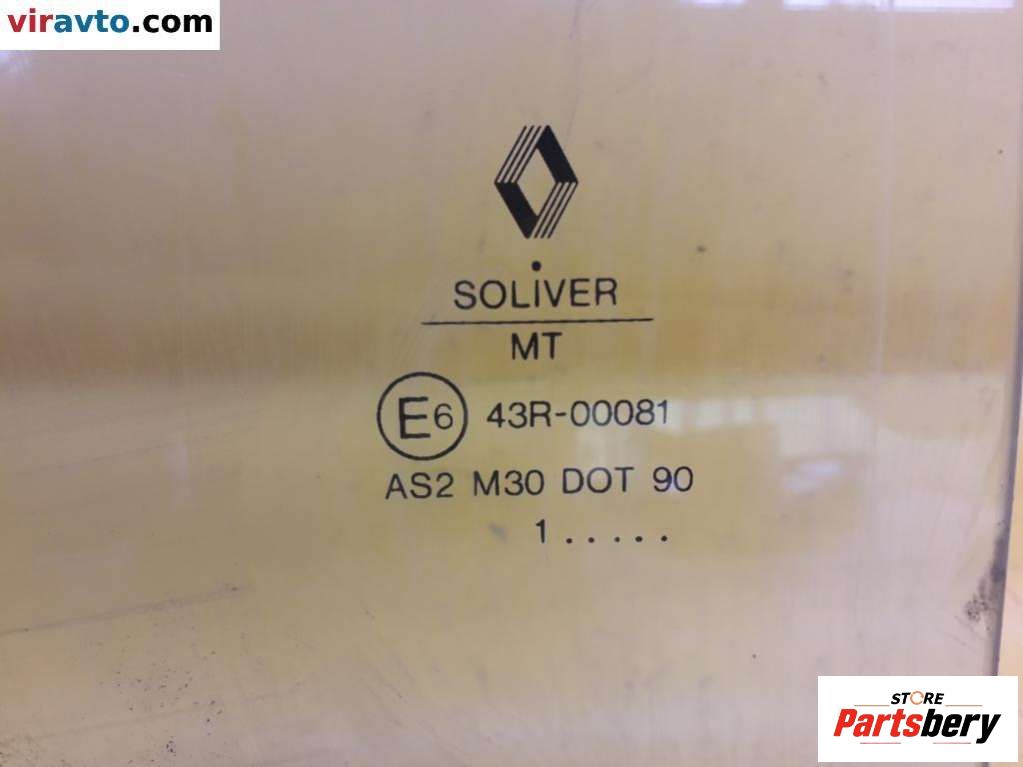 viravto.com
SOLIVER
MT
E6 43R-00081
AS2 M30 DOT 90
1.....
STORE
Partsbery